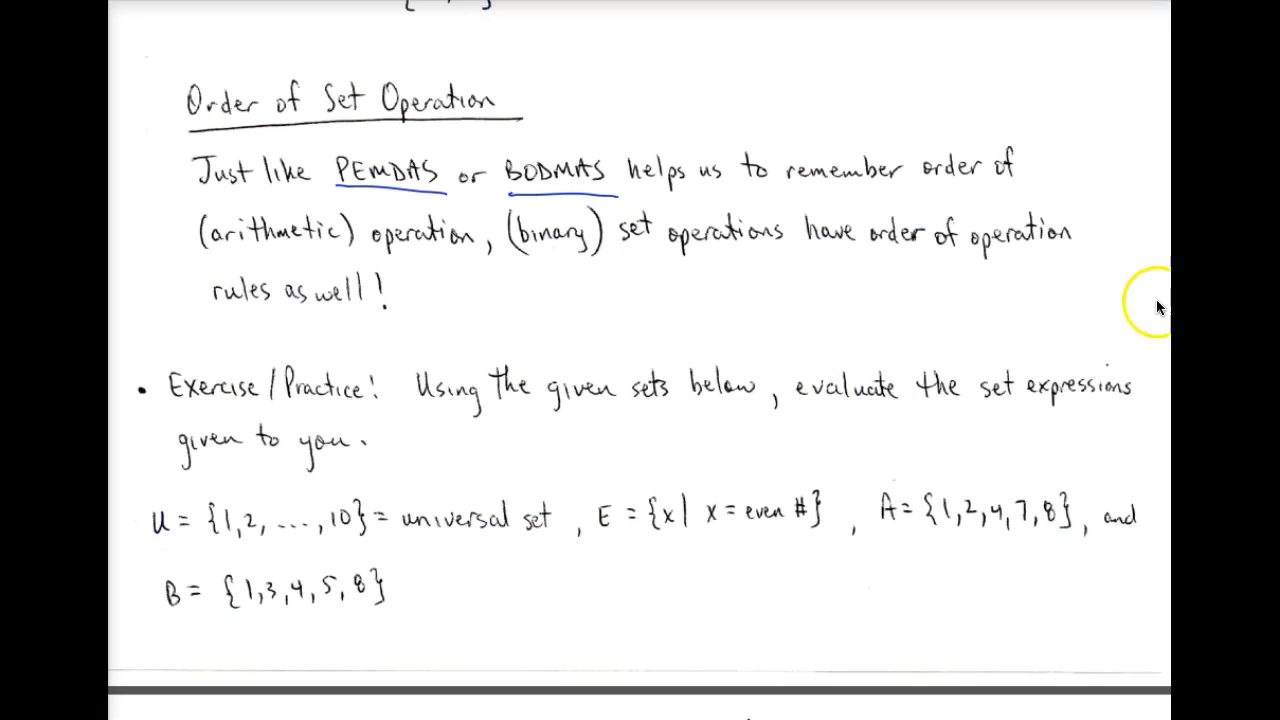 Order of Set Operation
Just like PEMDAS or BODMAS helps us to remember order of
(arithmetic) operation, (binary) set operations have order of operation
rules as well!
• Exercise/Practice! Using the given sets below, evaluate the set expressions
given to you.
U = {1,2, ...., 10} = universal set, E = {x| x = even #}, A = {1,2,4,7,8}, and
B = {1,3,4,5,8}